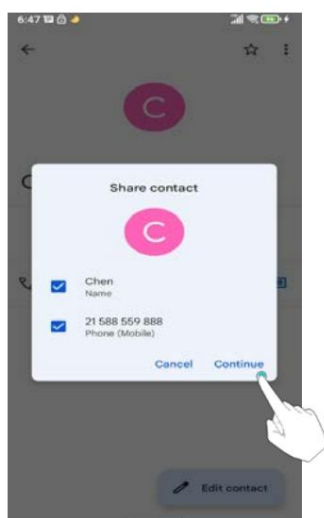 6:47
C
Share contact
C
Chen
Name
21 588 559 888
Phone (Mobile)
Cancel Continue
Edit contact